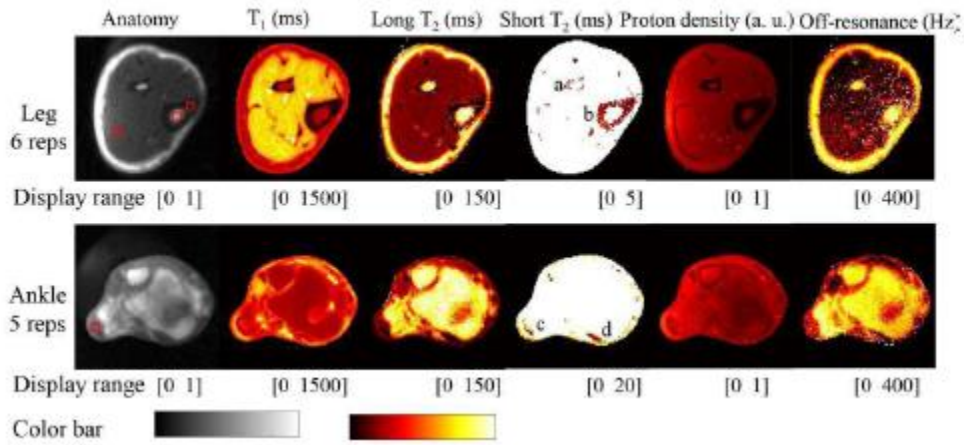 Anatomy T₁ (ms) Long T₂ (ms) Short T₂ (ms) Proton density (a. u.) Off-resonance (Hz)
a
Leg b
6 reps
Display range [0 1] [0 1500] [0 150] [0 5] [0 1] [0 400]
Ankle
5 reps c d
Display range [0 1] [0 1500] [0 150] [0 20] [0 1] [0 400]
Color bar